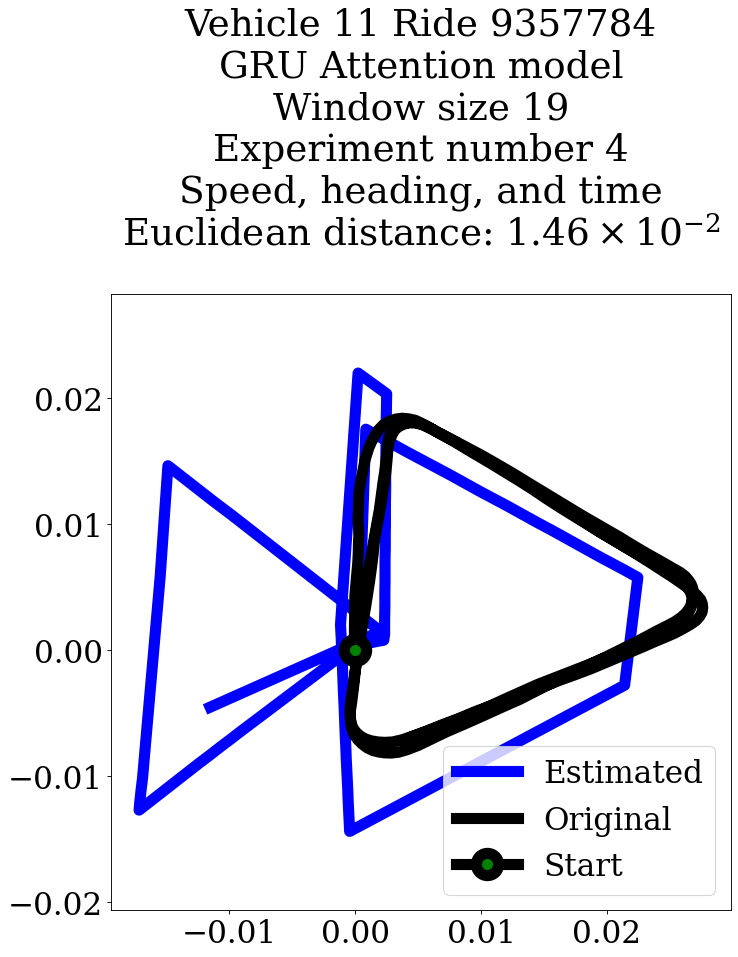 Vehicle 11 Ride 9357784
GRU Attention model
Window size 19
Experiment number 4
Speed, heading, and time
Euclidean distance: 1.46 × 10⁻²
0.02
0.01
0.00
−0.01
−0.02
Estimated
Original
Start
−0.01 0.00 0.01 0.02